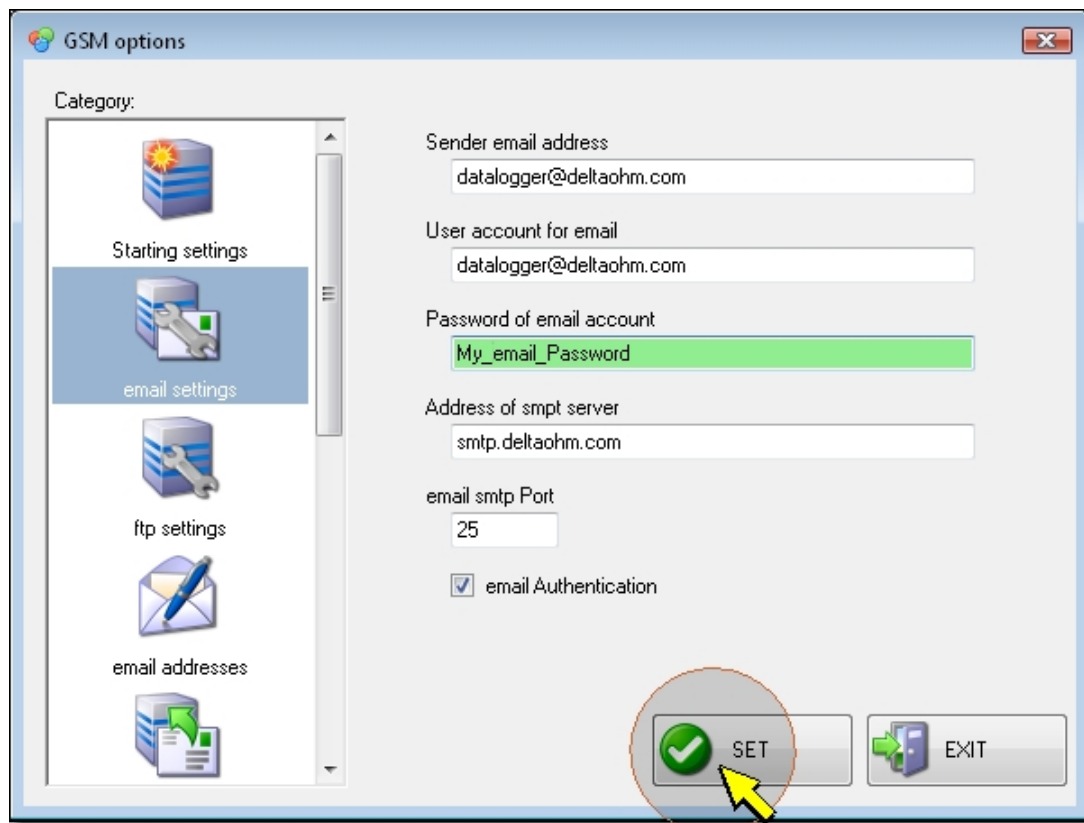 GSM options
Category:
Starting settings
email settings
ftp settings
email addresses
Sender email address
datalogger@deltaohm.com
User account for email
datalogger@deltaohm.com
Password of email account
My_email_Password
Address of smpt server
smtp.deltaohm.com
email smtp Port
25
email Authentication
SET
EXIT